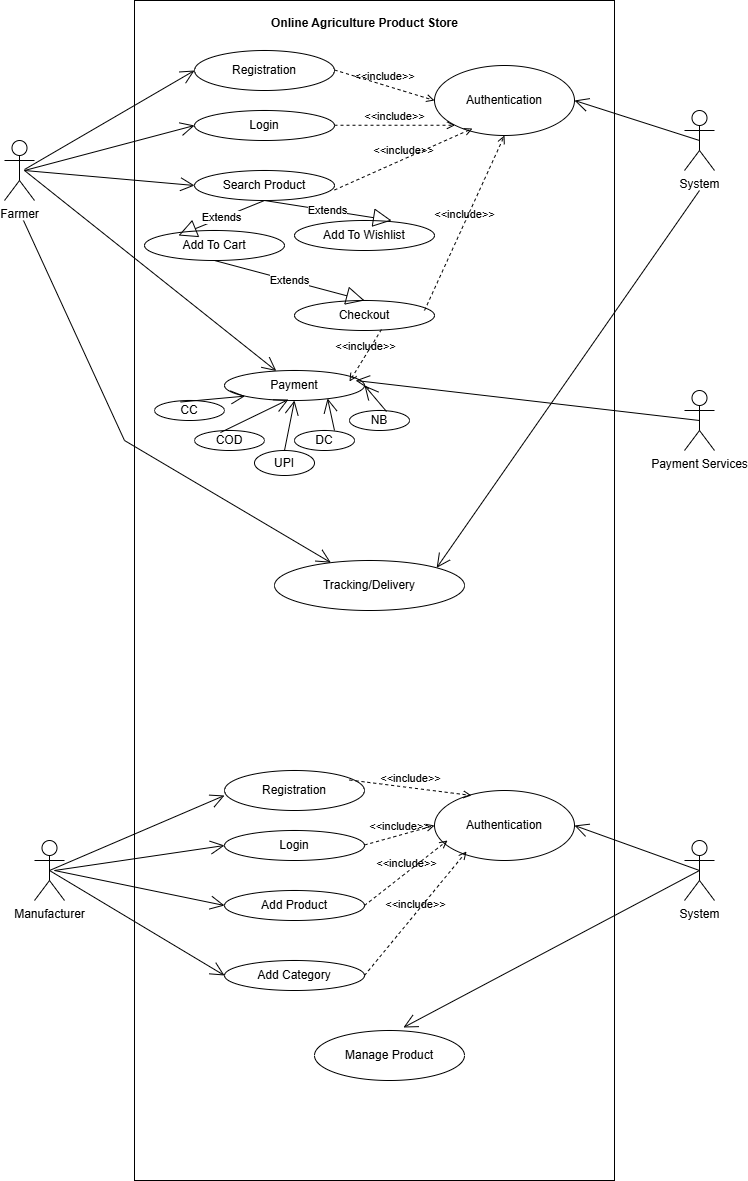 Online Agriculture Product Store
Registration
<<include>>
Authentication
Login
<<include>>
<<include>>
Farmer
System
Search Product
Extends
Extends
<<include>>
Add To Cart
Add To Wishlist
Extends
Checkout
<<include>>
Payment
CC
NB
COD
DC
UPI
Payment Services
Tracking/Delivery
Registration
<<include>>
Authentication
Login
<<include>>
<<include>>
Manufacturer
Add Product
<<include>>
System
Add Category
Manage Product